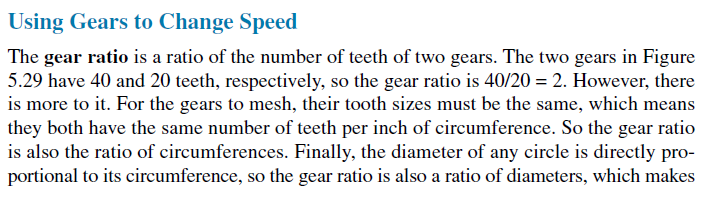 Using Gears to Change Speed
The gear ratio is a ratio of the number of teeth of two gears. The two gears in Figure
5.29 have 40 and 20 teeth, respectively, so the gear ratio is 40/20 = 2. However, there
is more to it. For the gears to mesh, their tooth sizes must be the same, which means
they both have the same number of teeth per inch of circumference. So the gear ratio
is also the ratio of circumferences. Finally, the diameter of any circle is directly pro-
portional to its circumference, so the gear ratio is also a ratio of diameters, which makes